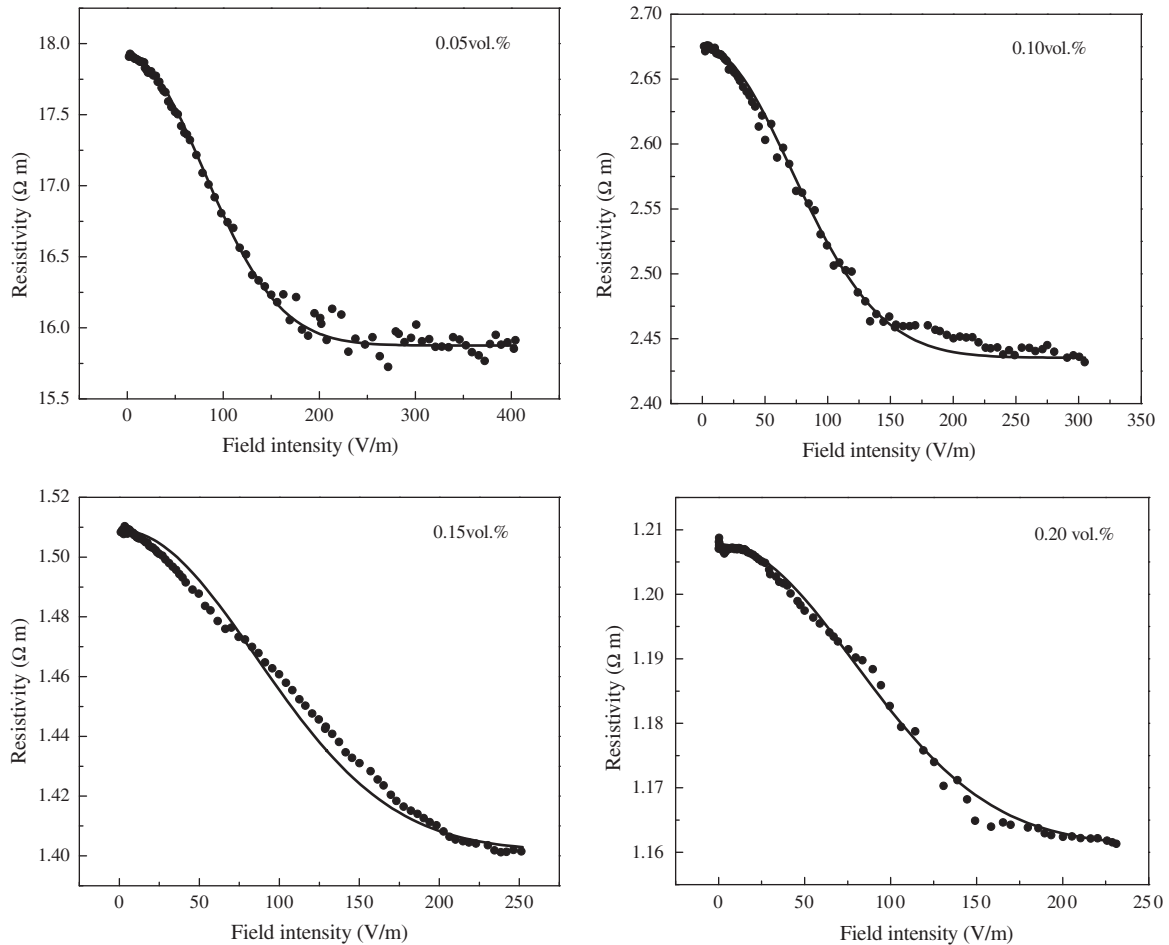 0.05vol.%
18.0
17.5
17.0
16.5
16.0
15.5
Resistivity (Ω m)
0 100 200 300 400
Field intensity (V/m)
0.10vol.%
2.70
2.65
2.60
2.55
2.50
2.45
2.40
Resistivity (Ω m)
0 50 100 150 200 250 300 350
Field intensity (V/m)
0.15vol.%
1.52
1.50
1.48
1.46
1.44
1.42
1.40
Resistivity (Ω m)
0 50 100 150 200 250
Field intensity (V/m)
0.20 vol.%
1.21
1.20
1.19
1.18
1.17
1.16
Resistivity (Ω m)
0 50 100 150 200 250
Field intensity (V/m)